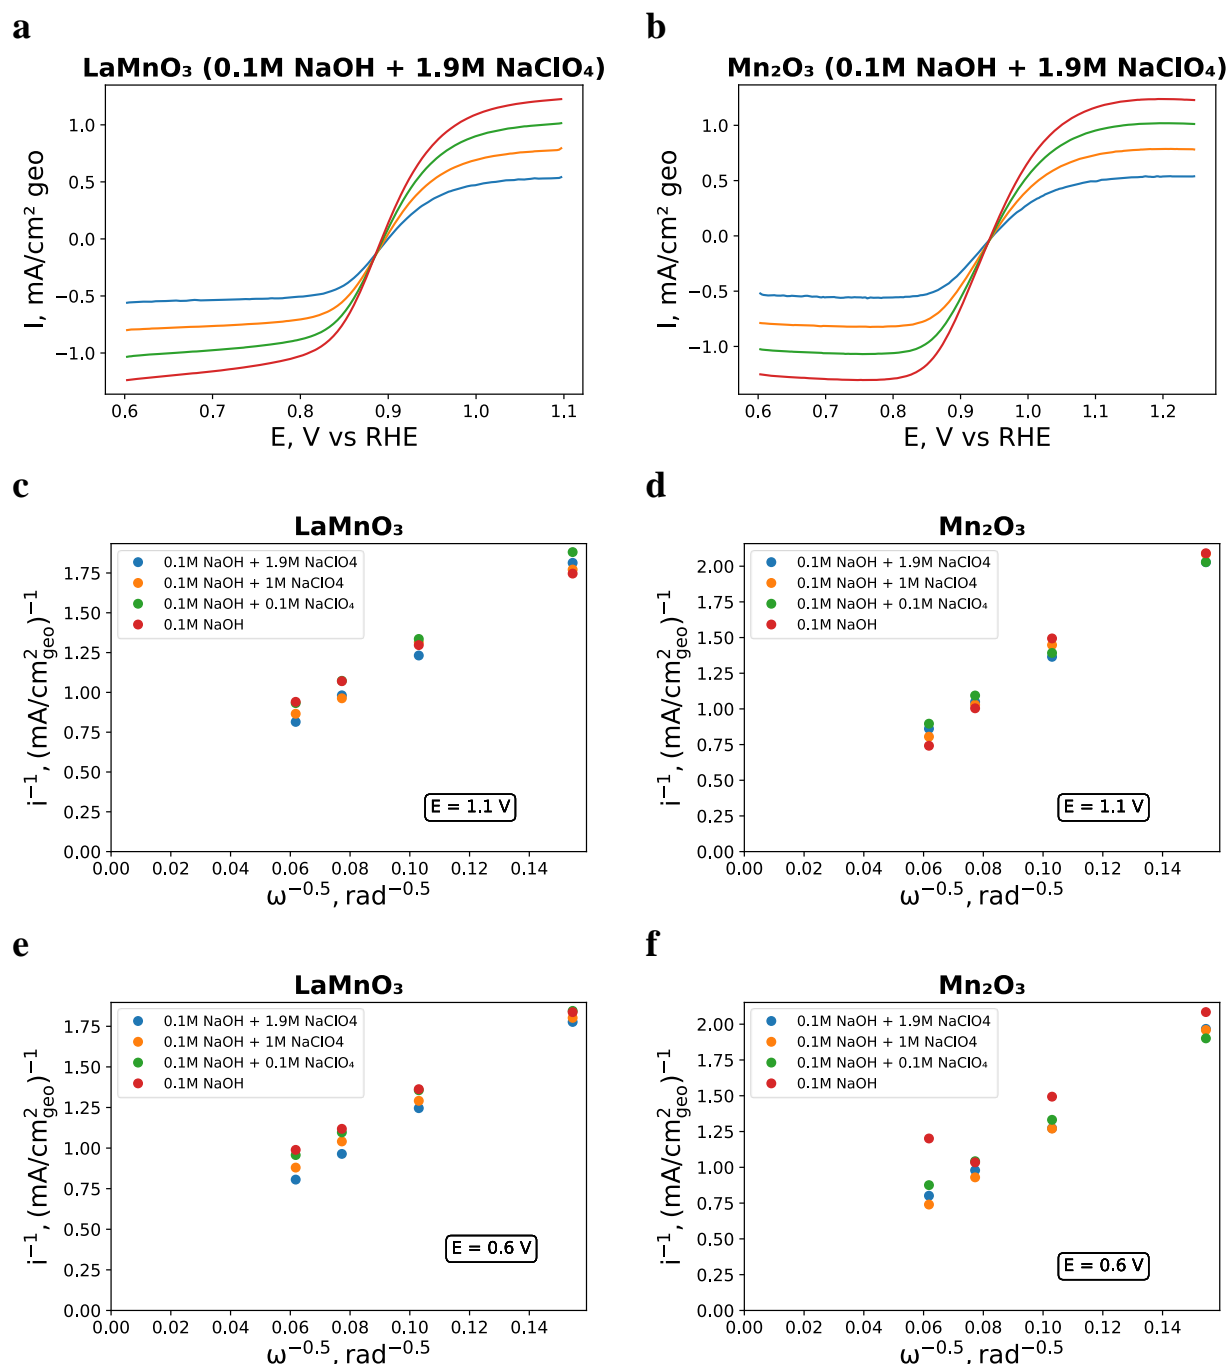 a
LaMnO₃ (0.1M NaOH + 1.9M NaClO₄)
I, mA/cm² geo
1.0
0.5
0.0
−0.5
−1.0
0.6 0.7 0.8 0.9 1.0 1.1
E, V vs RHE
b
Mn₂O₃ (0.1M NaOH + 1.9M NaClO₄)
I, mA/cm² geo
1.0
0.5
0.0
−0.5
−1.0
0.6 0.7 0.8 0.9 1.0 1.1 1.2
E, V vs RHE
c
LaMnO₃
i⁻¹, (mA/cm²geo)⁻¹
1.75
1.50
1.25
1.00
0.75
0.50
0.25
0.00
0.1M NaOH + 1.9M NaClO4
0.1M NaOH + 1M NaClO4
0.1M NaOH + 0.1M NaClO₄
0.1M NaOH
E = 1.1 V
0.00 0.02 0.04 0.06 0.08 0.10 0.12 0.14
ω⁻⁰·⁵, rad⁻⁰·⁵
d
Mn₂O₃
i⁻¹, (mA/cm²geo)⁻¹
2.00
1.75
1.50
1.25
1.00
0.75
0.50
0.25
0.00
0.1M NaOH + 1.9M NaClO4
0.1M NaOH + 1M NaClO4
0.1M NaOH + 0.1M NaClO₄
0.1M NaOH
E = 1.1 V
0.00 0.02 0.04 0.06 0.08 0.10 0.12 0.14
ω⁻⁰·⁵, rad⁻⁰·⁵
e
LaMnO₃
i⁻¹, (mA/cm²geo)⁻¹
1.75
1.50
1.25
1.00
0.75
0.50
0.25
0.00
0.1M NaOH + 1.9M NaClO4
0.1M NaOH + 1M NaClO4
0.1M NaOH + 0.1M NaClO₄
0.1M NaOH
E = 0.6 V
0.00 0.02 0.04 0.06 0.08 0.10 0.12 0.14
ω⁻⁰·⁵, rad⁻⁰·⁵
f
Mn₂O₃
i⁻¹, (mA/cm²geo)⁻¹
2.00
1.75
1.50
1.25
1.00
0.75
0.50
0.25
0.00
0.1M NaOH + 1.9M NaClO4
0.1M NaOH + 1M NaClO4
0.1M NaOH + 0.1M NaClO₄
0.1M NaOH
E = 0.6 V
0.00 0.02 0.04 0.06 0.08 0.10 0.12 0.14
ω⁻⁰·⁵, rad⁻⁰·⁵